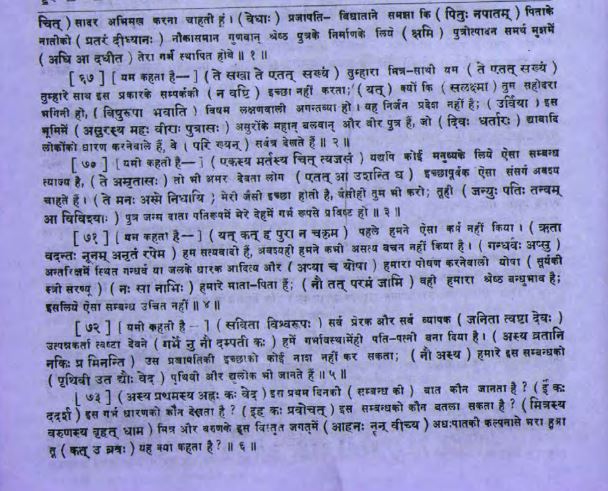 चित् ) सादर अभिमुख करना चाहती हूं । ( वेधाः ) प्रजापति- विधाताने समझा कि ( पितुः नपातम् ) पिताके
नातीको ( प्रतरं दीध्यानः ) नौकासमान गुणवान् श्रेष्ठ पुत्रके निर्माणके लिये ( क्षमि ) पुत्रोत्पादन समर्थ मुझमें
( अधि आ दधीत ) तेरा गर्भ स्थापित होवे ॥ १ ॥
[ ६७ ] [ यम कहता है— ] ( ते सखा ते एतत् सख्यं ) तुम्हारा मित्र-साथी यम ( ते एतत् सख्यं )
तुम्हारे साथ इस प्रकारके सम्पर्ककी ( न वष्टि ) इच्छा नहीं करता; ( यत् ) क्यों कि ( सलक्ष्मा ) तुम सहोदरा
भगिनी हो, ( विषुरूपा भवाति ) विषम लक्षणवाली अगन्तव्या हो । यह निर्जन प्रदेश नहीं है; ( उर्विया ) इस
भूमिमें ( असुरस्य महः वीराः पुत्रासः ) असुरोंके महान् बलवान् और वीर पुत्र हैं, जो ( दिवः धर्तारः ) द्यावादि
लोकोंको धारण करनेवाले हैं, वे ( परि ख्यन् ) सर्वत्र देखते हैं ॥ २ ॥
[ ७० ] [ यमी कहती है— ] ( एकस्य मर्तस्य चित् त्यजसं ) यद्यपि कोई मनुष्यके लिये ऐसा सम्बन्ध
त्याज्य है, ( ते अमृतासः ) तो भी अमर देवता लोग ( एतत् आ उशन्ति घ ) इच्छापूर्वक ऐसा संसर्ग अवश्य
चाहते हैं । ( ते मनः अस्मे निधायि ; मेरी जैसी इच्छा होती है, वैसीही तुम भी करो; तूही ( जन्युः पतिः तन्वम्
आ विविश्याः ) पुत्र जन्म दाता पतिरूपमें मेरे देहमें गर्भ रूपसे प्रविष्ट हो ॥ ३ ॥
[ ७१ ] [ यम कहता है— ] ( यत् कत् ह पुरा न चक्रम ) पहले हमने ऐसा कर्म नहीं किया । ( ऋता
वदन्तः नूनम् अनृतं रपेम ) हम सत्यवादी हैं, अवश्यही हमने कभी असत्य वचन नहीं किया है । ( गन्धर्वः अप्सु )
अन्तरिक्षमें स्थित गन्धर्व या जलके धारक आदित्य और ( अप्या च योषा ) हमारा पोषण करनेवाली योषा ( सूर्यकी
स्त्री सरण्यू ) ( नः सा नाभिः ) हमारे माता-पिता हैं; ( नौ तत् परमं जामि ) वही हमारा श्रेष्ठ बन्धुभाव है;
इसलिये ऐसा सम्बन्ध उचित नहीं ॥ ४ ॥
[ ७२ ] [ यमी कहती है — ] ( सविता विश्वरूपः ) सर्व प्रेरक और सर्व व्यापक ( जनिता त्वष्टा देवः )
उत्पन्नकर्ता त्वष्टा देवने ( गर्भे नु नौ दम्पती कः ) हमें गर्भावस्थामेंही पति-पत्नी बना दिया है । ( अस्य व्रतानि
नकिः प्र मिनन्ति ) उस प्रजापतिकी इच्छाको कोई नाश नहीं कर सकता; ( नौ अस्य ) हमारे इस सम्बन्धको
( पृथिवी उत द्यौः वेद ) पृथिवी और द्युलोक भी जानते हैं ॥ ५ ॥
[ ७३ ] ( अस्य प्रथमस्य अह्नः कः वेद ) इस प्रथम दिनकी ( सम्बन्ध की ) बात कौन जानता है ? ( ईं कः
ददर्श ) इस गर्भ धारणको कौन देखता है ? ( इह कः प्रवोचत् ) इस सम्बन्धको कौन बतला सकता है ? ( मित्रस्य
वरुणस्य बृहत् धाम ) मित्र और वरुणके इस विस्तृत जगत्‌में ( आहनः नॄन् वीच्य ) अधःपातकी कल्पनासे भरा हुआ
तू ( कत् उ ब्रवः ) यह क्या कहता है ? ॥ ६ ॥